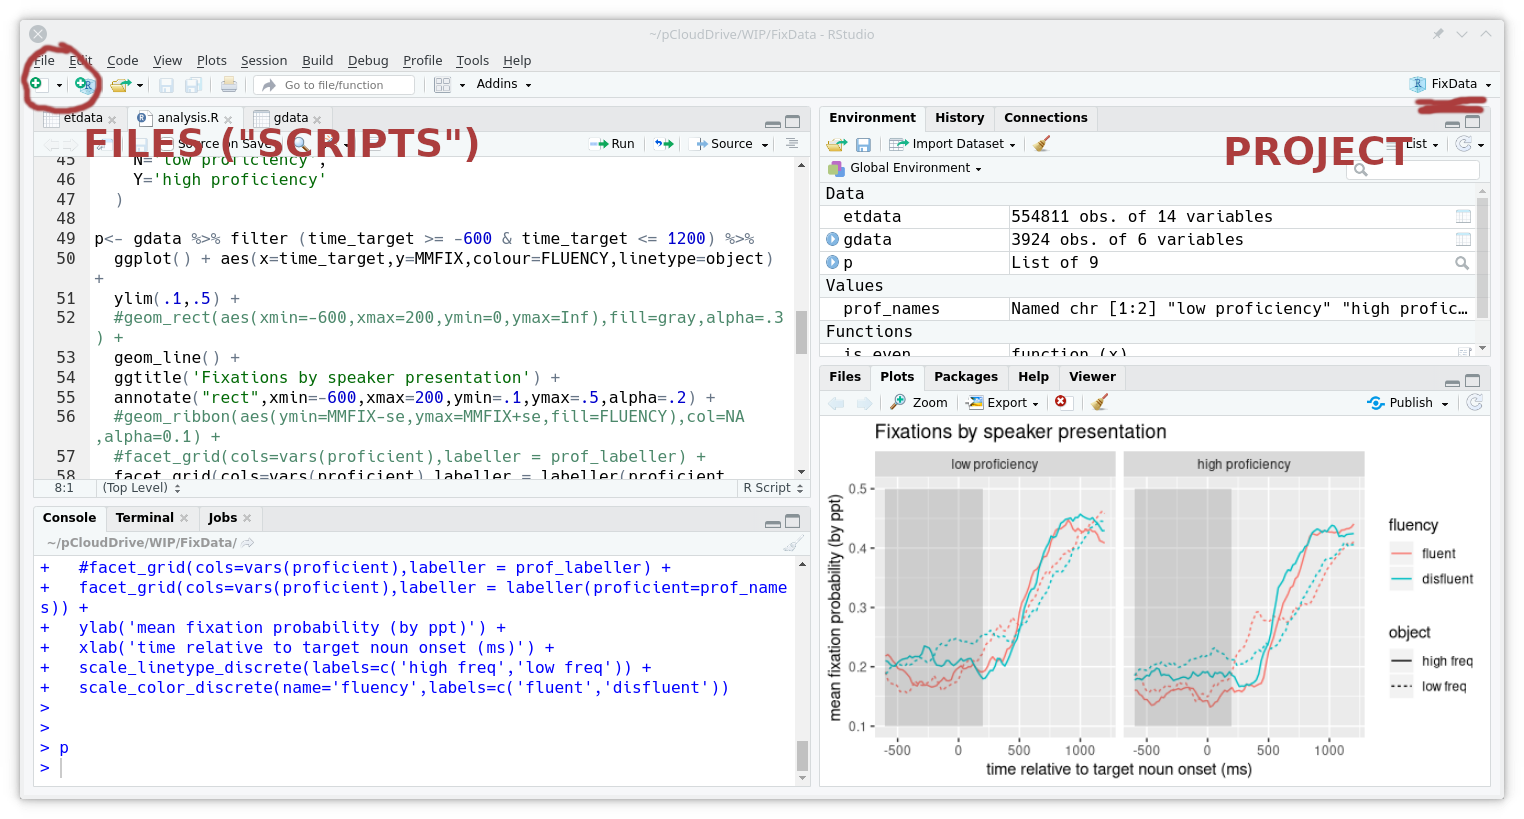 ~/pCloudDrive/WIP/FixData - RStudio
File Edit Code View Plots Session Build Debug Profile Tools Help
Go to file/function Addins FixData
etdata analysis.R gdata
FILES ("SCRIPTS")
Source on Save Run Source
45 N='low proficiency',
46 Y='high proficiency'
47 )
48
49 p<- gdata %>% filter (time_target >= -600 & time_target <= 1200) %>%
50 ggplot() + aes(x=time_target,y=MMFIX,colour=FLUENCY,linetype=object)
+
51 ylim(.1,.5) +
52 #geom_rect(aes(xmin=-600,xmax=200,ymin=0,ymax=Inf),fill=gray,alpha=.3
) +
53 geom_line() +
54 ggtitle('Fixations by speaker presentation') +
55 annotate("rect",xmin=-600,xmax=200,ymin=.1,ymax=.5,alpha=.2) +
56 #geom_ribbon(aes(ymin=MMFIX-se,ymax=MMFIX+se,fill=FLUENCY),col=NA
,alpha=0.1) +
57 #facet_grid(cols=vars(proficient),labeller = prof_labeller) +
58 facet_grid(cols=vars(proficient),labeller = labeller(proficient
8:1 (Top Level) R Script
Console Terminal Jobs
~/pCloudDrive/WIP/FixData/
+ #facet_grid(cols=vars(proficient),labeller = prof_labeller) +
+ facet_grid(cols=vars(proficient),labeller = labeller(proficient=prof_name
s)) +
+ ylab('mean fixation probability (by ppt)') +
+ xlab('time relative to target noun onset (ms)') +
+ scale_linetype_discrete(labels=c('high freq','low freq')) +
+ scale_color_discrete(name='fluency',labels=c('fluent','disfluent'))
>
>
> p
>
Environment History Connections
Import Dataset List
PROJECT
Global Environment
Data
etdata 554811 obs. of 14 variables
gdata 3924 obs. of 6 variables
p List of 9
Values
prof_names Named chr [1:2] "low proficiency" "high profic…
Functions
is_even function (x)
Files Plots Packages Help Viewer
Zoom Export Publish
Fixations by speaker presentation
low proficiency high proficiency
mean fixation probability (by ppt)
0.5
0.4
0.3
0.2
0.1
-500 0 500 1000 -500 0 500 1000
time relative to target noun onset (ms)
fluency
fluent
disfluent
object
high freq
low freq